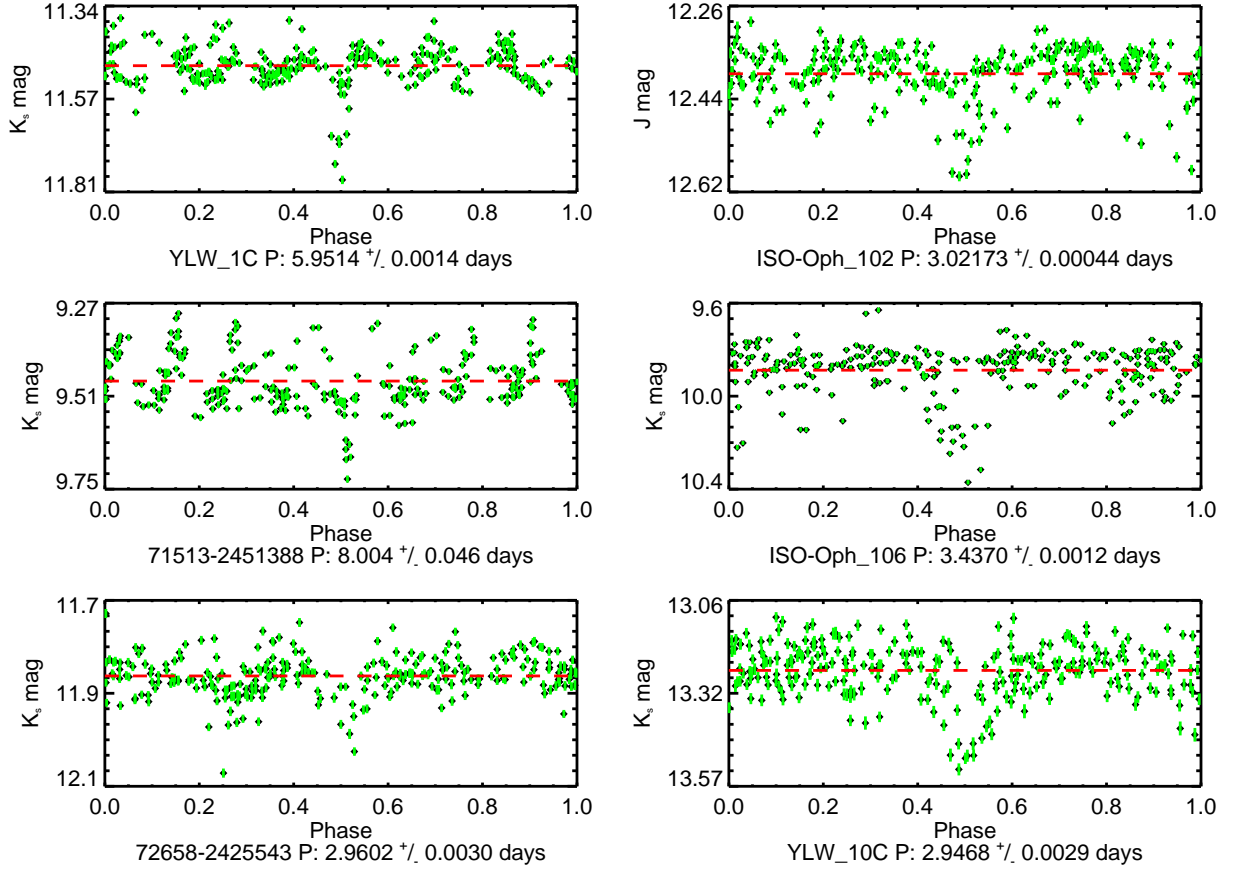 11.34
11.57
11.81
K_s mag
0.0 0.2 0.4 0.6 0.8 1.0
Phase
YLW_1C P: 5.9514 +/- 0.0014 days
12.26
12.44
12.62
J mag
0.0 0.2 0.4 0.6 0.8 1.0
Phase
ISO-Oph_102 P: 3.02173 +/- 0.00044 days
9.27
9.51
9.75
K_s mag
0.0 0.2 0.4 0.6 0.8 1.0
Phase
71513-2451388 P: 8.004 +/- 0.046 days
9.6
10.0
10.4
K_s mag
0.0 0.2 0.4 0.6 0.8 1.0
Phase
ISO-Oph_106 P: 3.4370 +/- 0.0012 days
11.7
11.9
12.1
K_s mag
0.0 0.2 0.4 0.6 0.8 1.0
Phase
72658-2425543 P: 2.9602 +/- 0.0030 days
13.06
13.32
13.57
K_s mag
0.0 0.2 0.4 0.6 0.8 1.0
Phase
YLW_10C P: 2.9468 +/- 0.0029 days